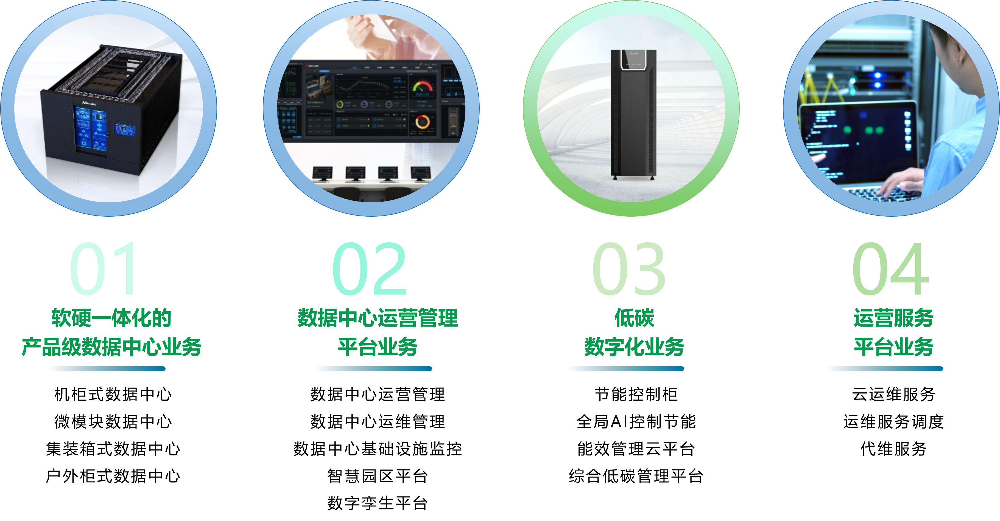 01
软硬一体化的
产品级数据中心业务
机柜式数据中心
微模块数据中心
集装箱式数据中心
户外柜式数据中心
02
数据中心运营管理
平台业务
数据中心运营管理
数据中心运维管理
数据中心基础设施监控
智慧园区平台
数字孪生平台
03
低碳
数字化业务
节能控制柜
全局AI控制节能
能效管理云平台
综合低碳管理平台
04
运营服务
平台业务
云运维服务
运维服务调度
代维服务